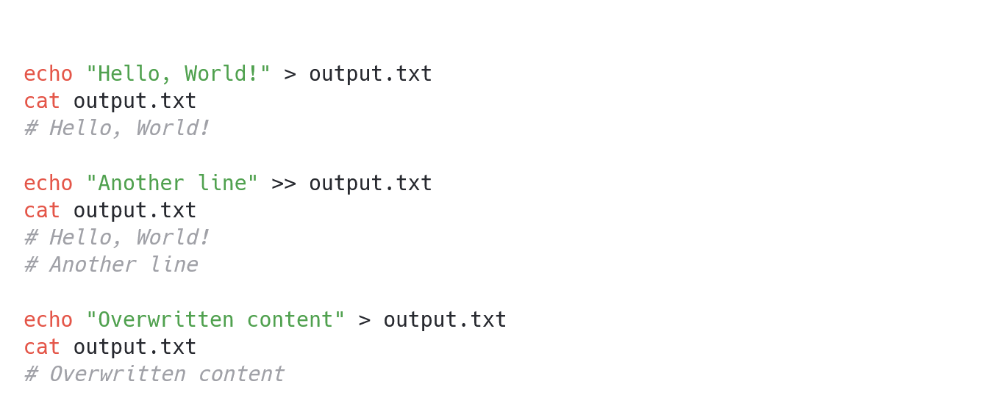 echo "Hello, World!" > output.txt
cat output.txt
# Hello, World!
echo "Another line" >> output.txt
cat output.txt
# Hello, World!
# Another line
echo "Overwritten content" > output.txt
cat output.txt
# Overwritten content